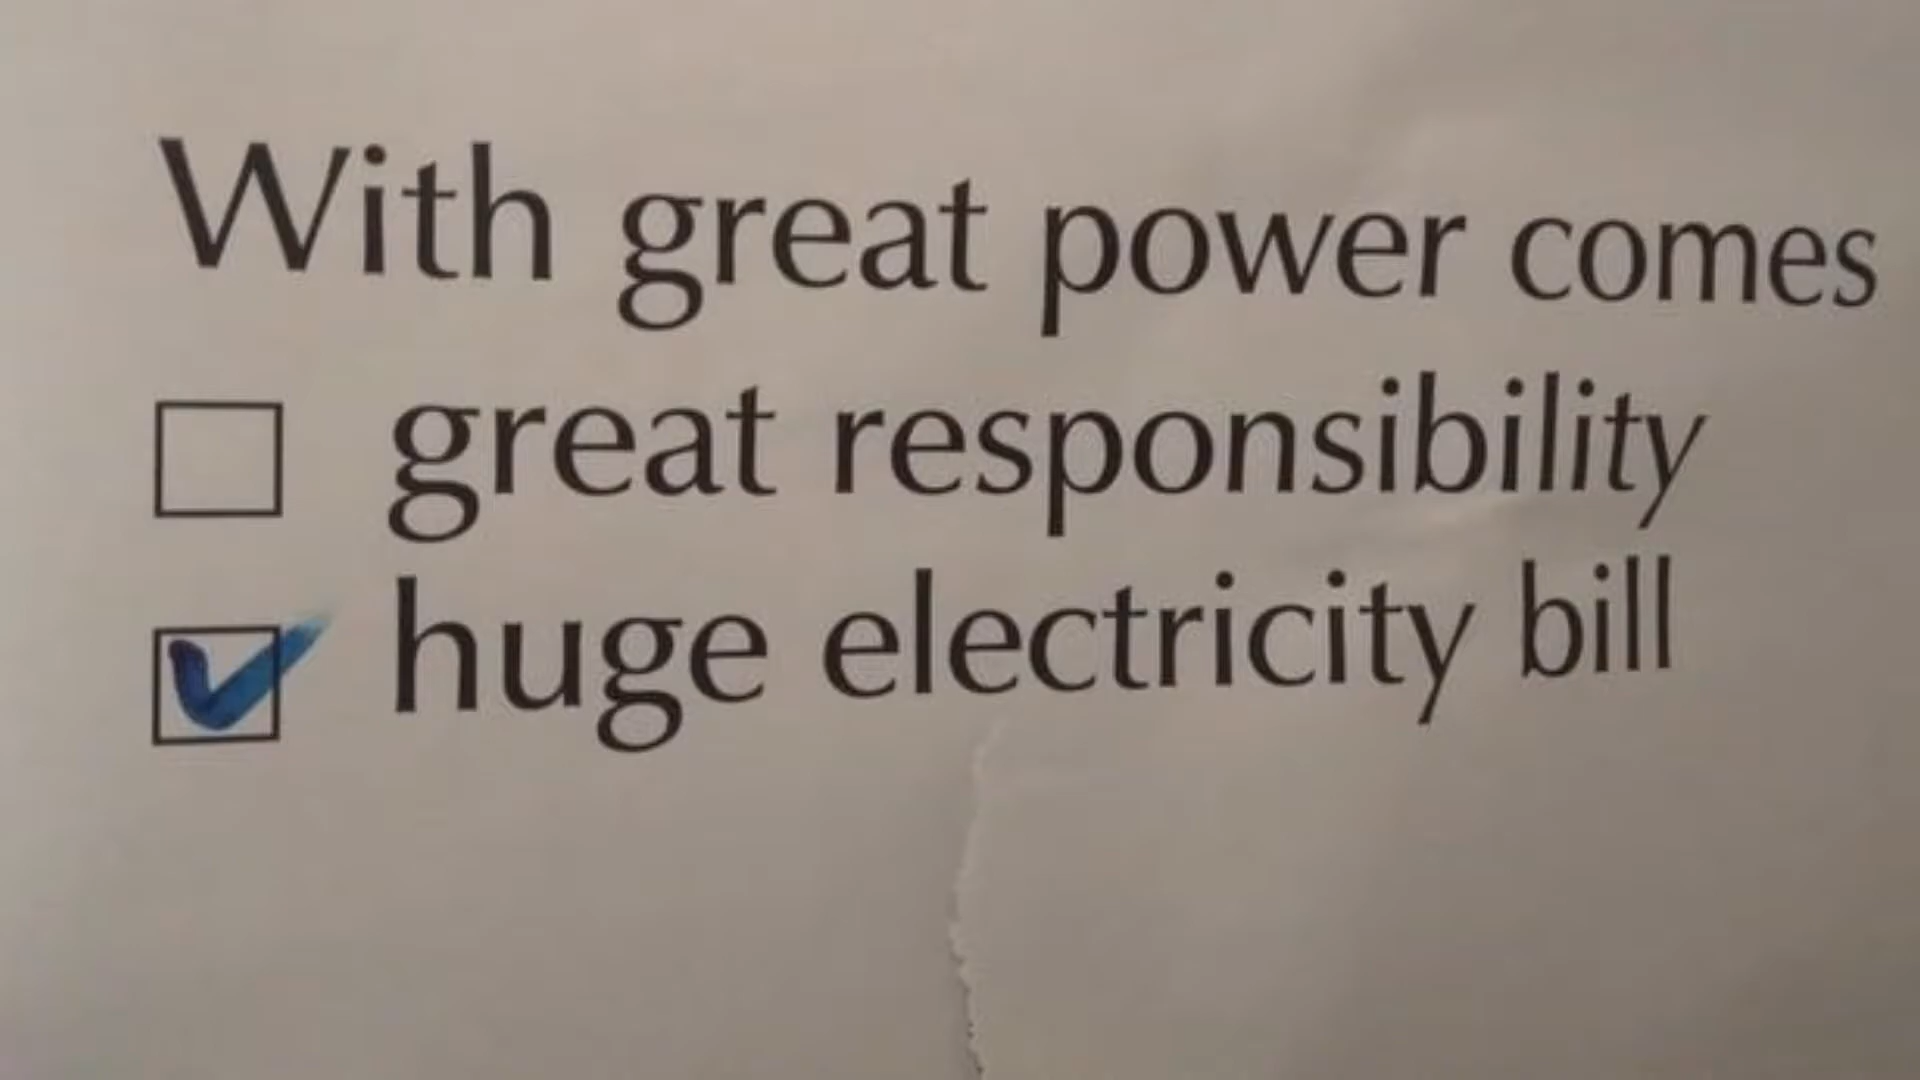 With great power comes
great responsibility
huge electricity bill